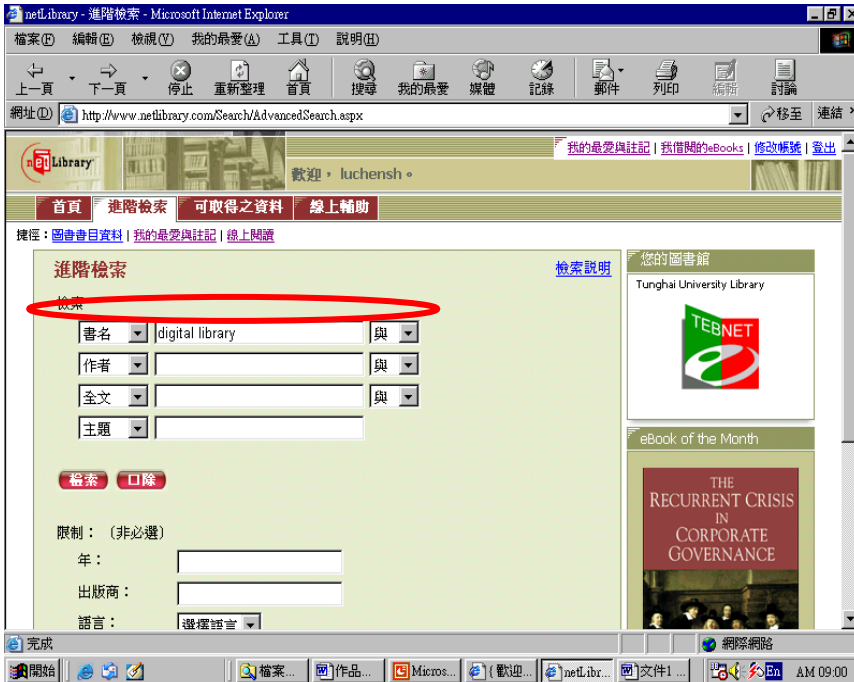 netLibrary - 進階檢索 - Microsoft Internet Explorer
檔案(F) 編輯(E) 檢視(V) 我的最愛(A) 工具(T) 說明(H)
上一頁 下一頁 停止 重新整理 首頁 搜尋 我的最愛 媒體 記錄 郵件 列印 編輯 討論
網址(D) http://www.netlibrary.com/Search/AdvancedSearch.aspx 移至 連結
netLibrary
我的最愛與註記 | 我借閱的eBooks | 修改帳號 | 登出
歡迎, luchensh。
首頁 進階檢索 可取得之資料 線上輔助
捷徑：圖書書目資料 | 我的最愛與註記 | 線上閱讀
進階檢索 檢索說明
檢索
書名 digital library 與
作者 與
全文 與
主題
檢索 口除
限制：〔非必選〕
年：
出版商：
語言： 選擇語言
您的圖書館
Tunghai University Library
TEBNET
eBook of the Month
THE
RECURRENT CRISIS
IN
CORPORATE
GOVERNANCE
完成 網際網路
開始 檔案... 作品... Micros... { 歡迎... netLibr... 文件1 ... En AM 09:00